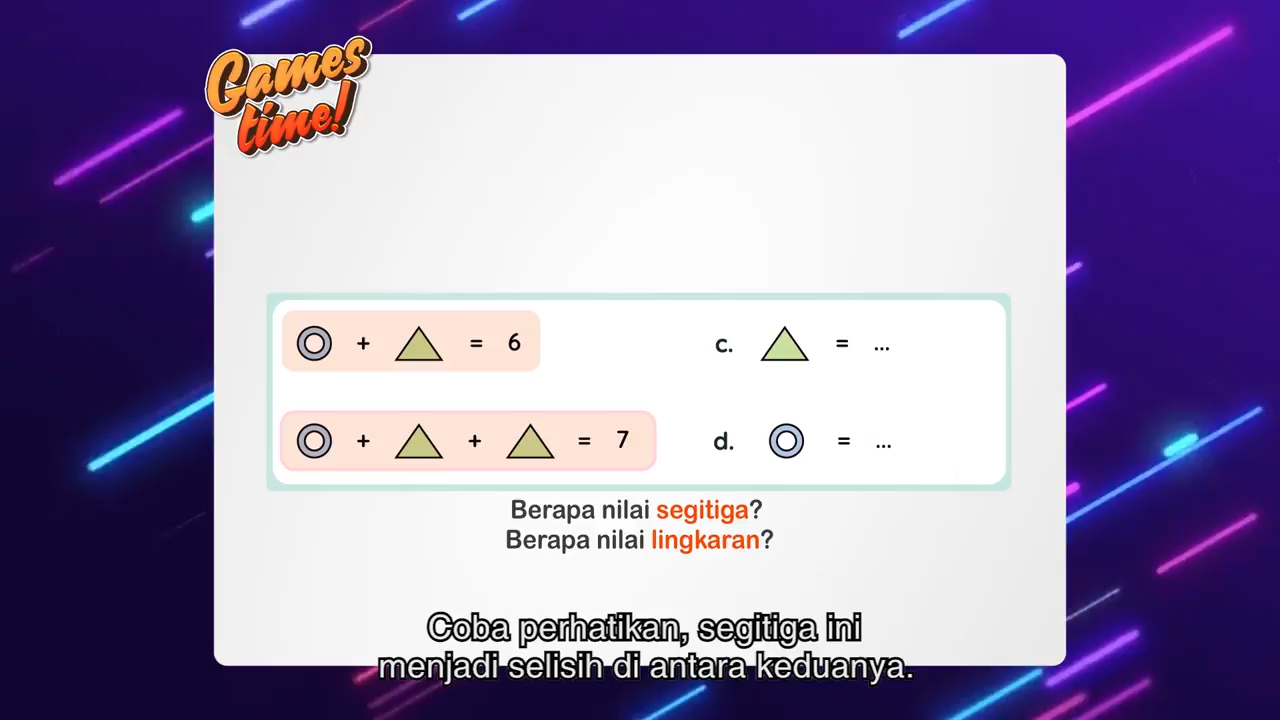 Games
time!
+ = 6
c. = ...
+ + = 7
d. = ...
Berapa nilai segitiga?
Berapa nilai lingkaran?
Coba perhatikan, segitiga ini
menjadi selisih di antara keduanya.